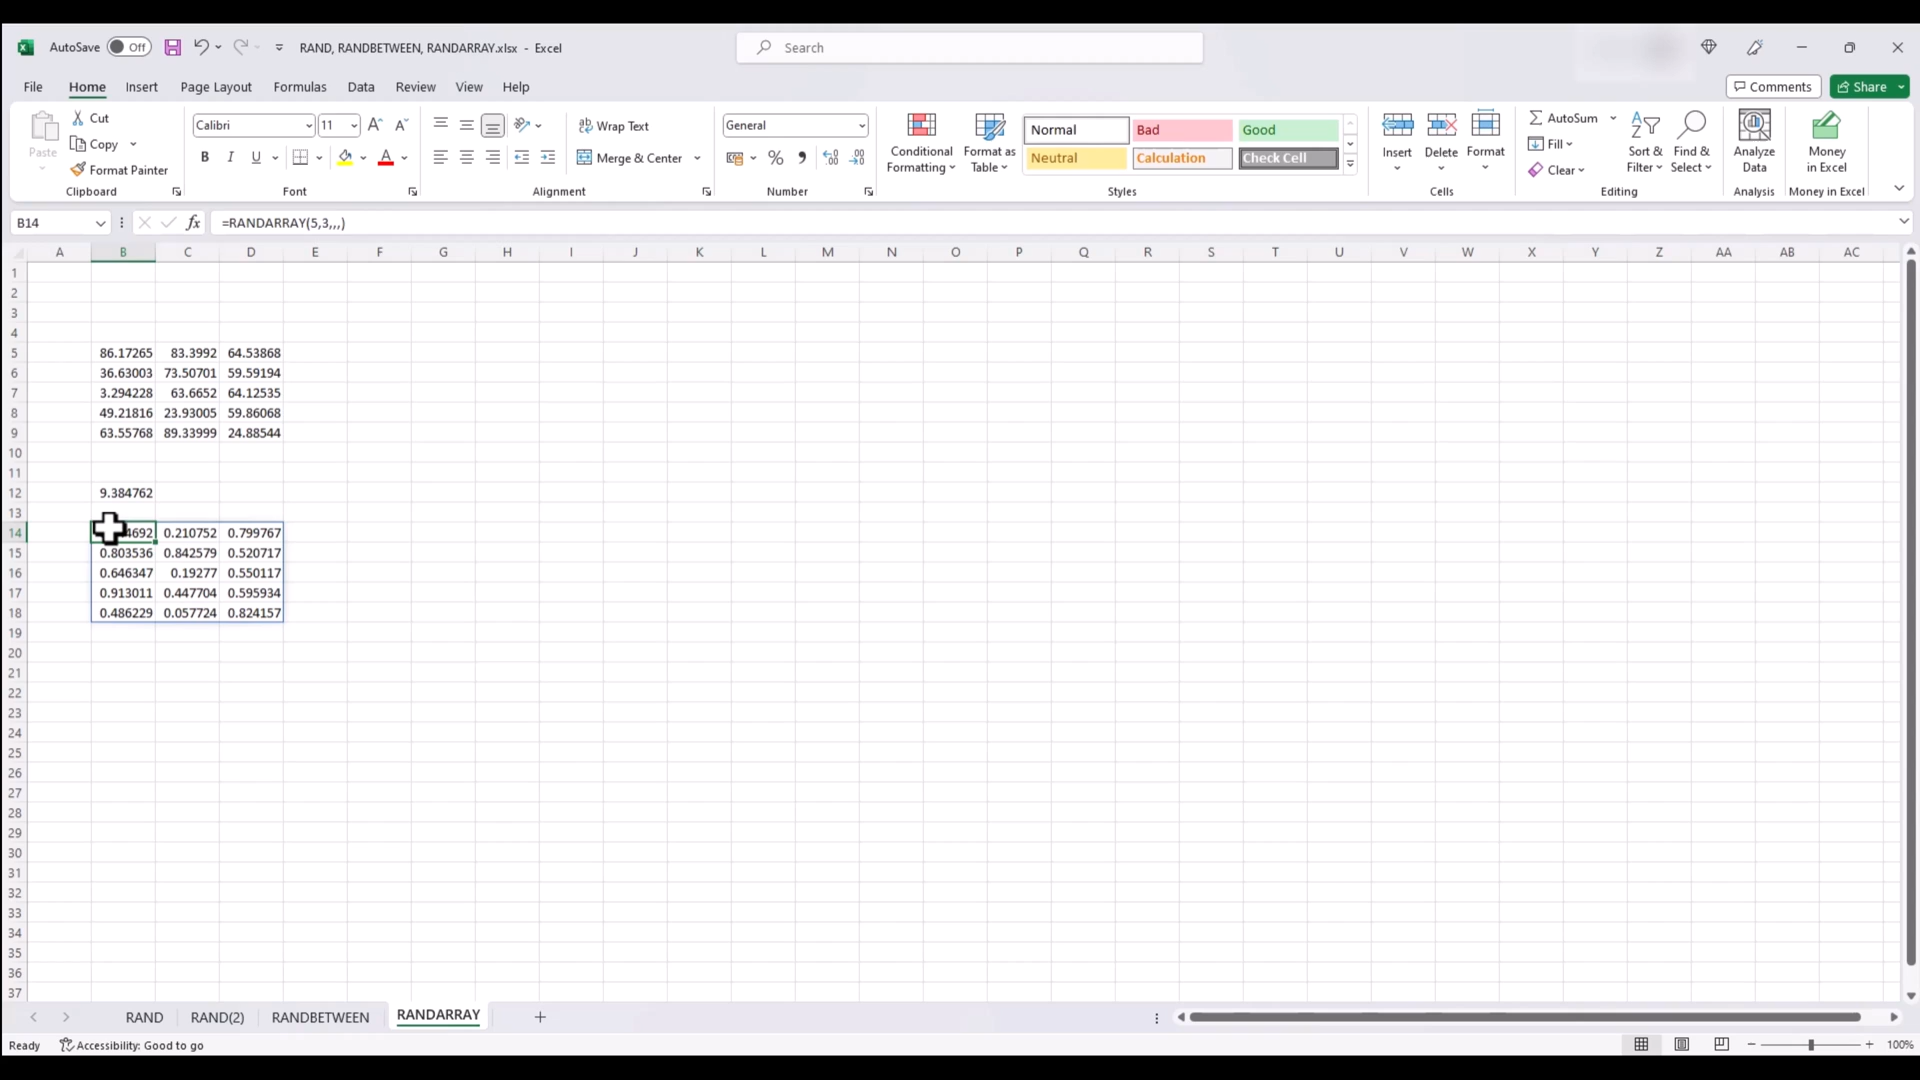 AutoSave Off RAND, RANDBETWEEN, RANDARRAY.xlsx - Excel Search
File Home Insert Page Layout Formulas Data Review View Help Comments Share
Paste Cut Copy Format Painter Clipboard
Calibri 11 B I U Font
Wrap Text Merge & Center Alignment
General % Number
Conditional Formatting Format as Table Normal Bad Good Neutral Calculation Check Cell Styles
Insert Delete Format Cells
AutoSum Fill Clear Sort & Filter Find & Select Editing
Analyze Data Analysis
Money in Excel Money in Excel
B14 fx =RANDARRAY(5,3,,,)
A B C D E F G H I J K L M N O P Q R S T U V W X Y Z AA AB AC
1
2
3
4
5 86.17265 83.3992 64.53868
6 36.63003 73.50701 59.59194
7 3.294228 63.6652 64.12535
8 49.21816 23.93005 59.86068
9 63.55768 89.33999 24.88544
10
11
12 9.384762
13
14 4692 0.210752 0.799767
15 0.803536 0.842579 0.520717
16 0.646347 0.19277 0.550117
17 0.913011 0.447704 0.595934
18 0.486229 0.057724 0.824157
19
20
21
22
23
24
25
26
27
28
29
30
31
32
33
34
35
36
37
RAND RAND(2) RANDBETWEEN RANDARRAY
Ready Accessibility: Good to go 100%